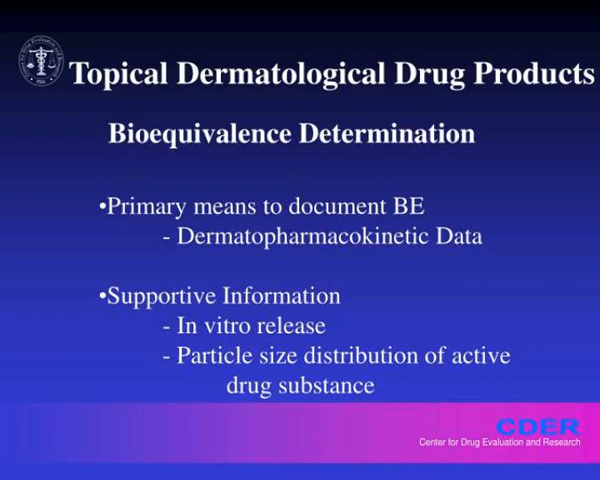 Topical Dermatological Drug Products
Bioequivalence Determination
•Primary means to document BE
- Dermatopharmacokinetic Data
•Supportive Information
- In vitro release
- Particle size distribution of active
drug substance
CDER
Center for Drug Evaluation and Research